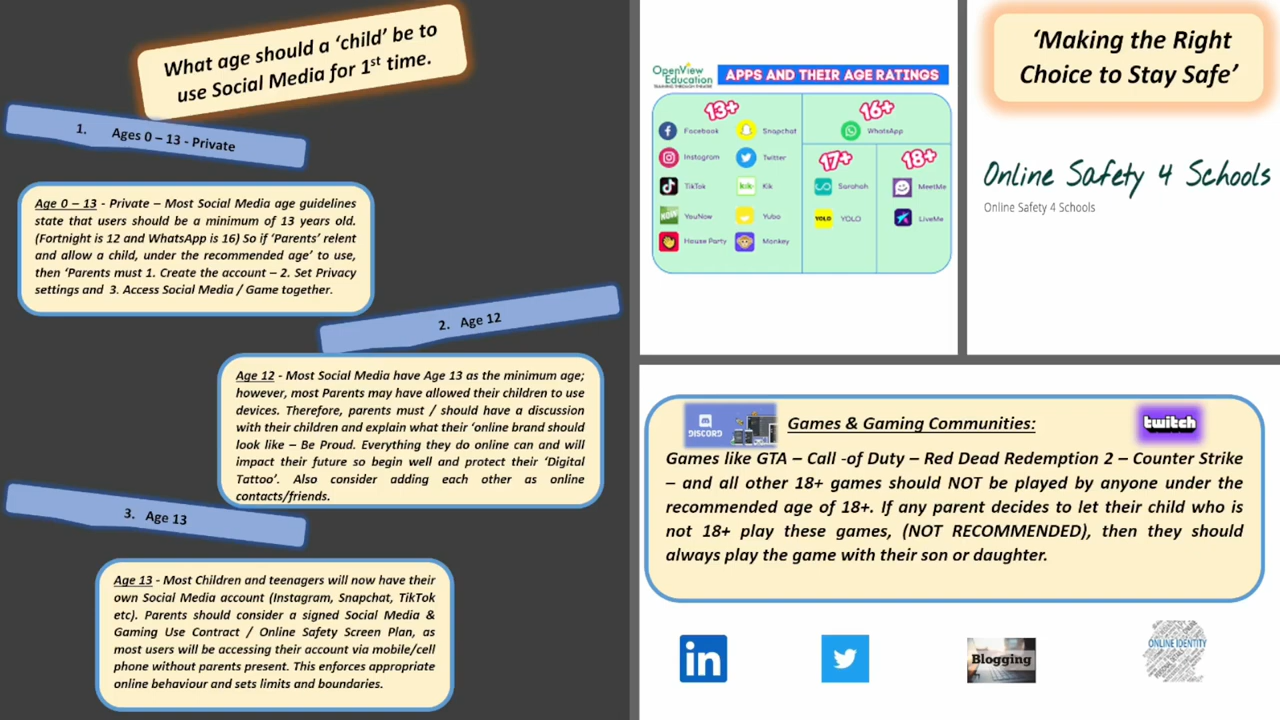 What age should a ‘child’ be to
use Social Media for 1st time.
1. Ages 0 – 13 - Private
Age 0 – 13 - Private – Most Social Media age guidelines
state that users should be a minimum of 13 years old.
(Fortnight is 12 and WhatsApp is 16) So if ‘Parents’ relent
and allow a child, under the recommended age’ to use,
then ‘Parents must 1. Create the account – 2. Set Privacy
settings and 3. Access Social Media / Game together.
2. Age 12
Age 12 - Most Social Media have Age 13 as the minimum age;
however, most Parents may have allowed their children to use
devices. Therefore, parents must / should have a discussion
with their children and explain what their ‘online brand should
look like – Be Proud. Everything they do online can and will
impact their future so begin well and protect their ‘Digital
Tattoo’. Also consider adding each other as online
contacts/friends.
3. Age 13
Age 13 - Most Children and teenagers will now have their
own Social Media account (Instagram, Snapchat, TikTok
etc). Parents should consider a signed Social Media &
Gaming Use Contract / Online Safety Screen Plan, as
most users will be accessing their account via mobile/cell
phone without parents present. This enforces appropriate
online behaviour and sets limits and boundaries.
OpenView
Education
TRAINING THROUGH THEATRE
APPS AND THEIR AGE RATINGS
13+
Facebook
Snapchat
Instagram
Twitter
TikTok
kik
Kik
YouNow
Yubo
House Party
Monkey
16+
WhatsApp
17+
Sarahah
YOLO
YOLO
18+
MeetMe
LiveMe
‘Making the Right
Choice to Stay Safe’
Online Safety 4 Schools
Online Safety 4 Schools
DISCORD
Games & Gaming Communities:
twitch
Games like GTA – Call -of Duty – Red Dead Redemption 2 – Counter Strike
– and all other 18+ games should NOT be played by anyone under the
recommended age of 18+. If any parent decides to let their child who is
not 18+ play these games, (NOT RECOMMENDED), then they should
always play the game with their son or daughter.
in
Blogging
ONLINE IDENTITY